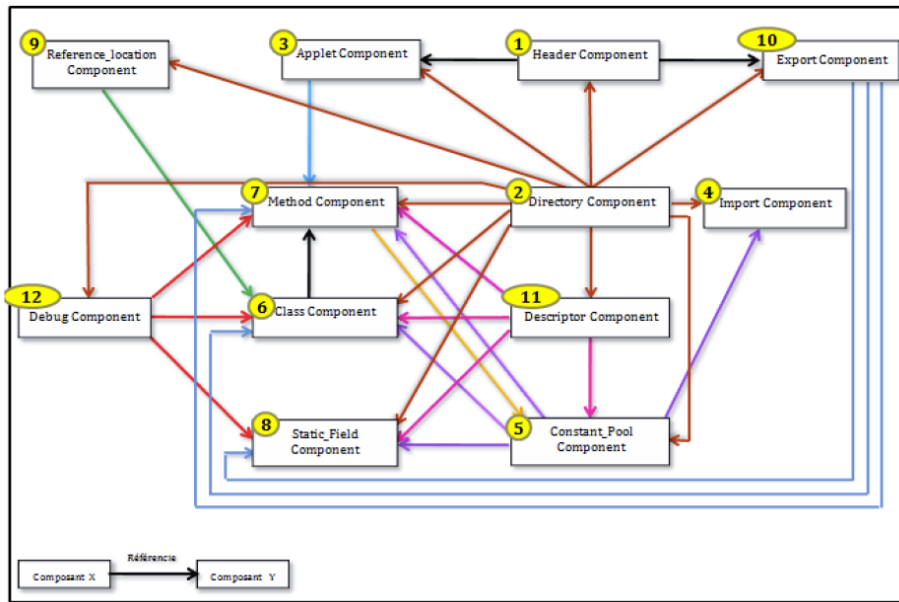 9
Reference_location
Component
3
Applet Component
1
Header Component
10
Export Component
7
Method Component
2
Directory Component
4
Import Component
12
Debug Component
6
Class Component
11
Descriptor Component
8
Static_Field
Component
5
Constant_Pool
Component
Référencie
Composant X
Composant Y